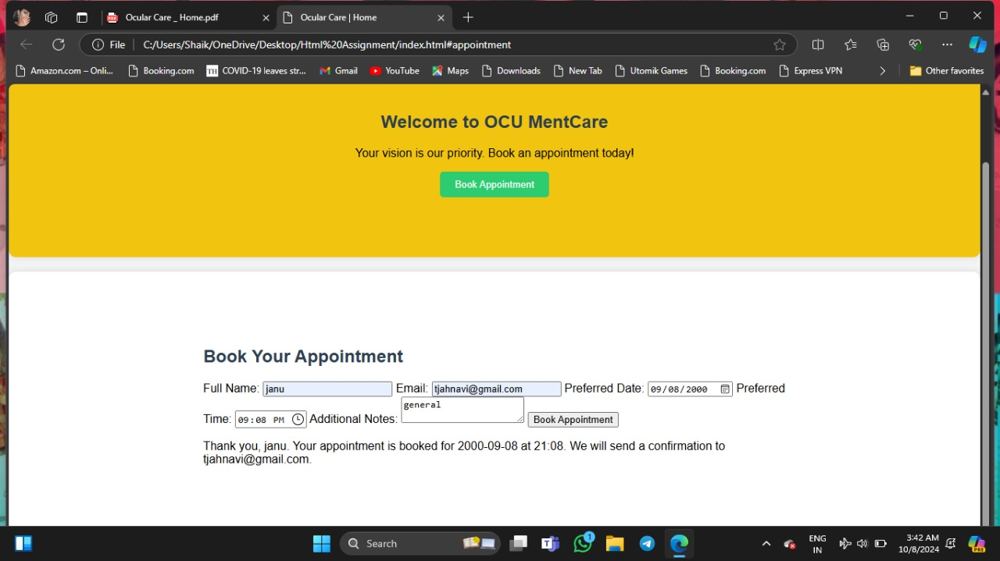 Ocular Care _ Home.pdf
Ocular Care | Home
File
C:/Users/Shaik/OneDrive/Desktop/Html%20Assignment/index.html#appointment
Amazon.com – Onli...
Booking.com
TH COVID-19 leaves str...
Gmail
YouTube
Maps
Downloads
New Tab
Utomik Games
Booking.com
Express VPN
Other favorites
Welcome to OCU MentCare
Your vision is our priority. Book an appointment today!
Book Appointment
Book Your Appointment
Full Name: janu Email: tjahnavi@gmail.com Preferred Date: 09/08/2000 Preferred
Time: 09:08 PM Additional Notes: general Book Appointment
Thank you, janu. Your appointment is booked for 2000-09-08 at 21:08. We will send a confirmation to
tjahnavi@gmail.com.
Search
1
ENG
IN
3:42 AM
10/8/2024
PRE